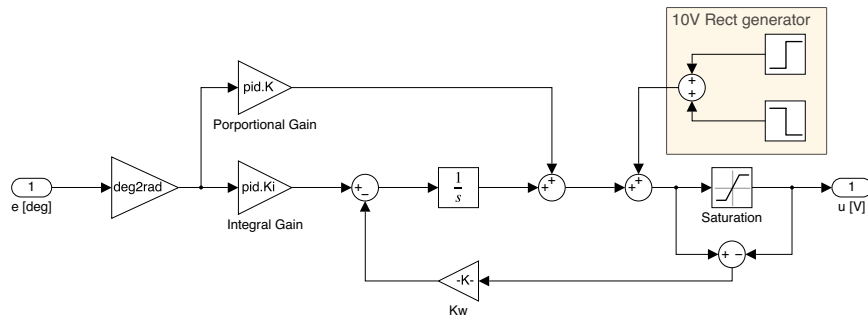 10V Rect generator
+
+
pid.K
Porportional Gain
1
e [deg]
deg2rad
pid.Ki
Integral Gain
+
−
1
s
+
+
+
+
Saturation
1
u [V]
+ −
-K-
Kw